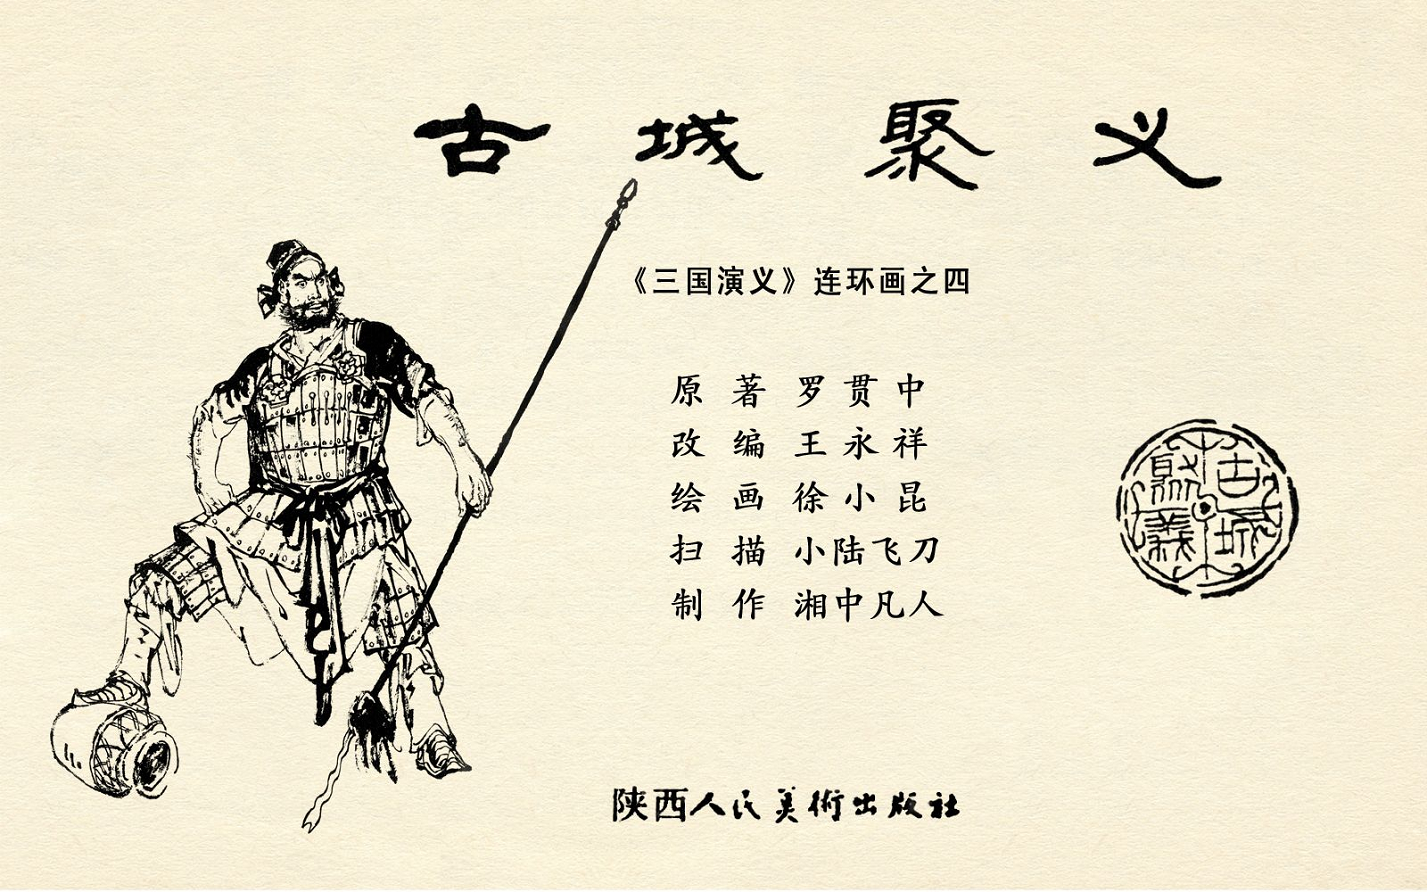 古城聚义
《三国演义》连环画之四
原著 罗贯中
改编 王永祥
绘画 徐小昆
扫描 小陆飞刀
制作 湘中凡人
古城聚義
陕西人民美術出版社